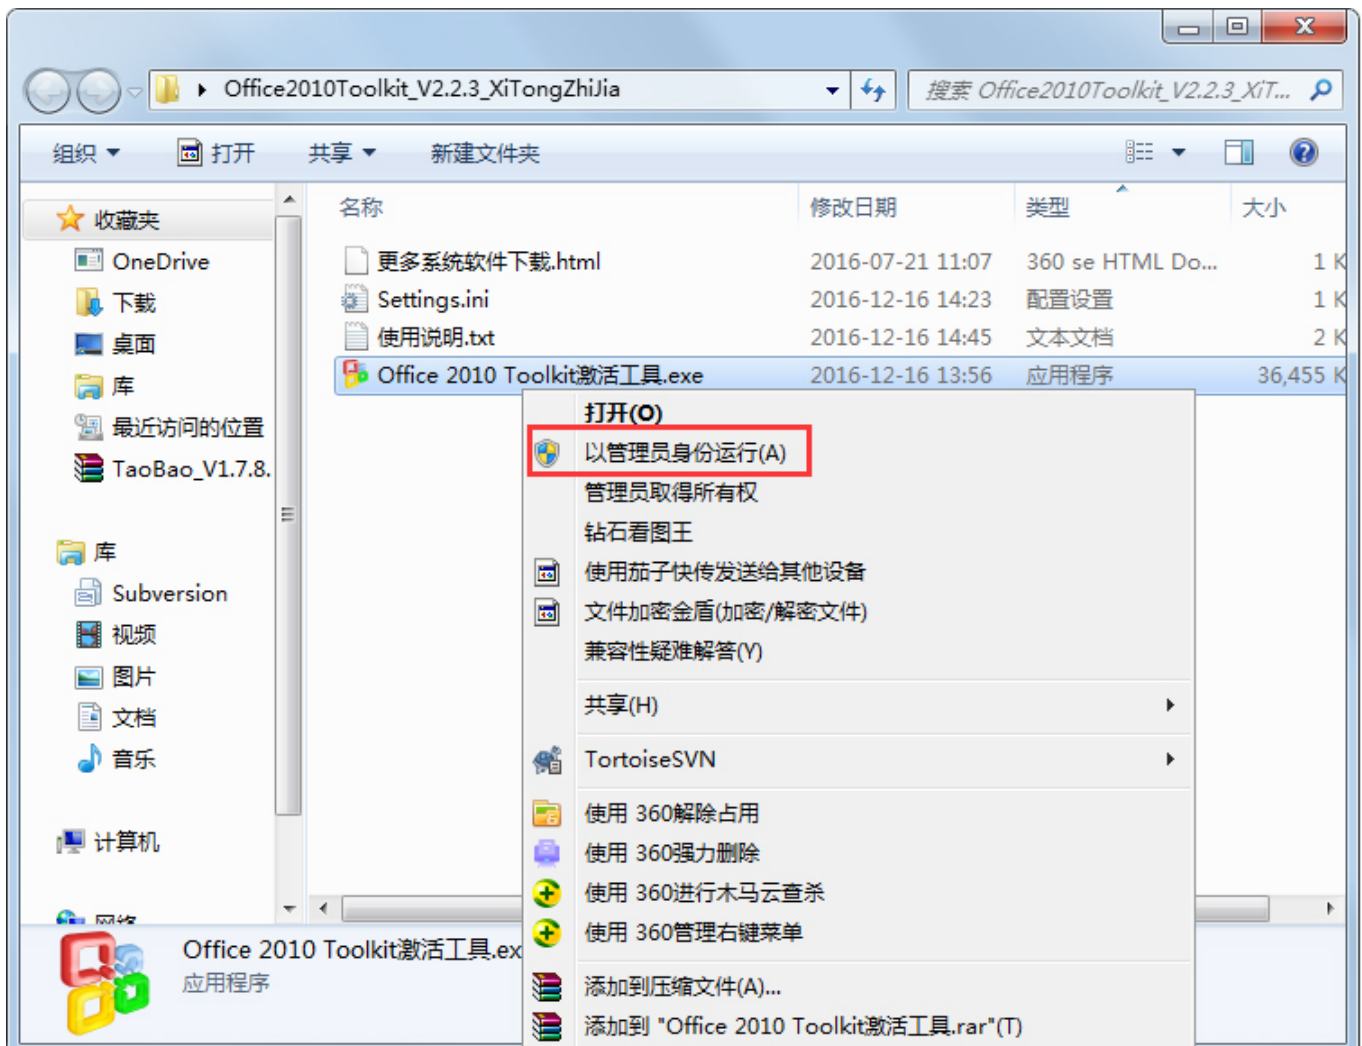 Office2010Toolkit_V2.2.3_XiTongZhiJia
搜索 Office2010Toolkit_V2.2.3_XiT...
组织 打开 共享 新建文件夹
收藏夹
OneDrive
下载
桌面
库
最近访问的位置
TaoBao_V1.7.8.
库
Subversion
视频
图片
文档
音乐
计算机
网络
名称 修改日期 类型 大小
更多系统软件下载.html 2016-07-21 11:07 360 se HTML Do... 1 K
Settings.ini 2016-12-16 14:23 配置设置 1 K
使用说明.txt 2016-12-16 14:45 文本文档 2 K
Office 2010 Toolkit激活工具.exe 2016-12-16 13:56 应用程序 36,455 K
打开(O)
以管理员身份运行(A)
管理员取得所有权
钻石看图王
使用茄子快传发送给其他设备
文件加密金盾(加密/解密文件)
兼容性疑难解答(Y)
共享(H)
TortoiseSVN
使用 360解除占用
使用 360强力删除
使用 360进行木马云查杀
使用 360管理右键菜单
添加到压缩文件(A)...
添加到 "Office 2010 Toolkit激活工具.rar"(T)
Office 2010 Toolkit激活工具.ex
应用程序